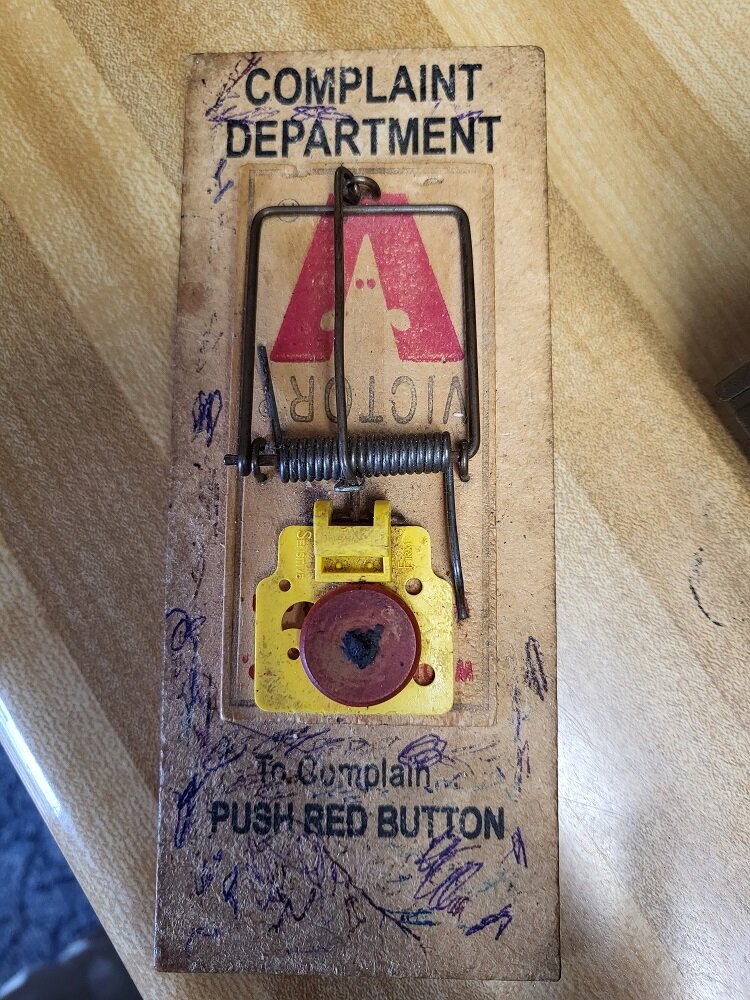 COMPLAINT
DEPARTMENT
®
VICTOR
To Complain...
PUSH RED BUTTON